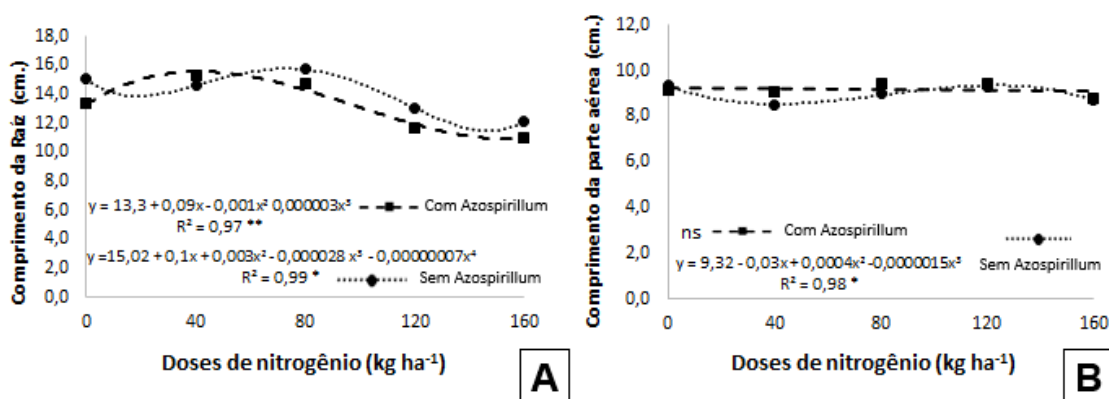 Comprimento da Raíz (cm.)
18,0
16,0
14,0
12,0
10,0
8,0
6,0
4,0
2,0
0,0
y = 13,3 + 0,09x - 0,001x² 0,000003x³
R² = 0,97 **
Com Azospirillum
y =15,02 + 0,1x + 0,003x² - 0,000028 x³ - 0,00000007x⁴
R² = 0,99 *
Sem Azospirillum
0 40 80 120 160
Doses de nitrogênio (kg ha⁻¹)
A
Comprimento da parte aérea (cm.)
12,0
10,0
8,0
6,0
4,0
2,0
0,0
ns
Com Azospirillum
y = 9,32 - 0,03x + 0,0004x² -0,0000015x³
R² = 0,98 *
Sem Azospirillum
0 40 80 120 160
Doses de nitrogênio (kg ha⁻¹)
B